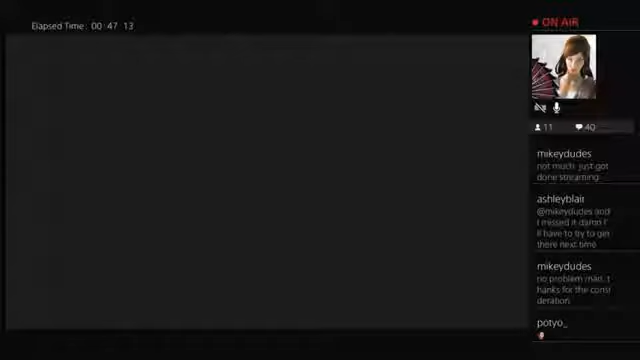 Elapsed Time : 00 : 47 : 13
ON AIR
11
40
mikeydudes
not much. just got
done streaming
ashleyblair
@mikeydudes and
I missed it damn I'
ll have to try to get
there next time
mikeydudes
no problem man, t
hanks for the consi
deration
potyo_